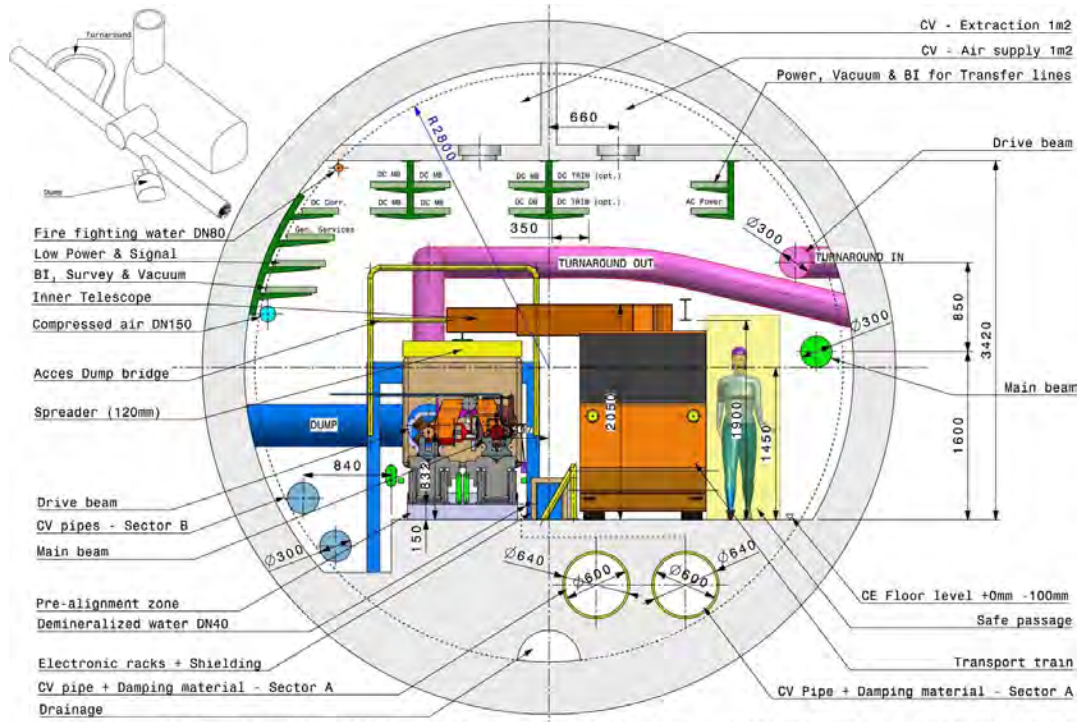 Turnaround
Dump
CV - Extraction 1m2
CV - Air supply 1m2
Power, Vacuum & BI for Transfer lines
Drive beam
R2800
660
DC MB
DC MB
DC MB
DC TRIM (opt.)
DC Corr.
DC MB
DC MB
DC QB
DC TRIM (opt.)
AC Power
Gen. Services
350
Ø300
Fire fighting water DN80
Low Power & Signal
BI, Survey & Vacuum
Inner Telescope
Compressed air DN150
TURNAROUND OUT
TURNAROUND IN
850
3420
Ø300
Acces Dump bridge
Spreader (120mm)
Main beam
2050
1900
1450
1600
DUMP
840
832
150
Drive beam
CV pipes - Sector B
Main beam
Ø300
Ø640
Ø600
Ø600
Ø640
Pre-alignment zone
Demineralized water DN40
CE Floor level +0mm -100mm
Safe passage
Electronic racks + Shielding
Transport train
CV pipe + Damping material - Sector A
CV Pipe + Damping material - Sector A
Drainage